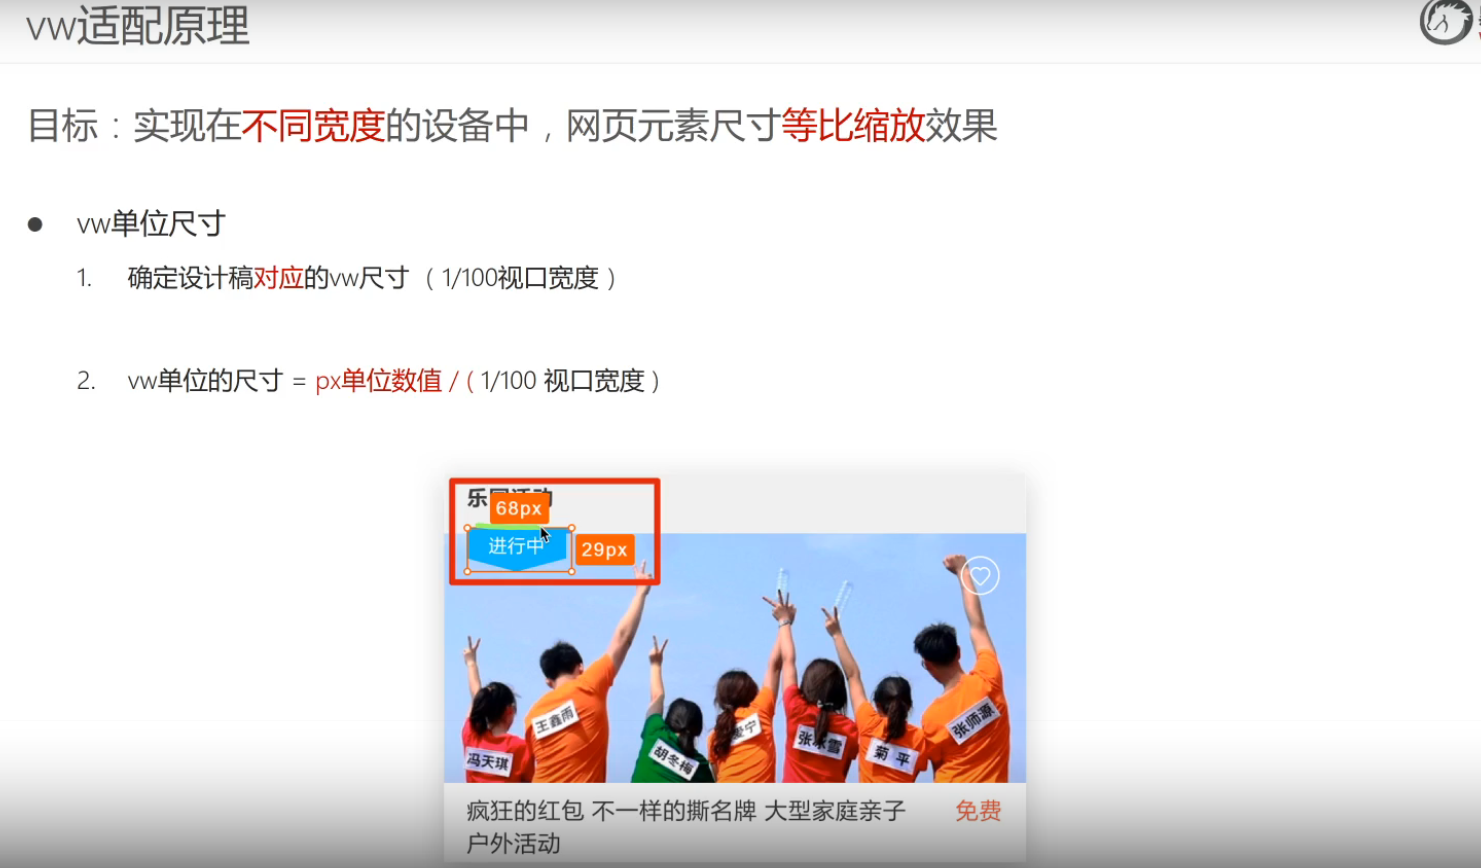 vw适配原理
目标：实现在不同宽度的设备中，网页元素尺寸等比缩放效果
● vw单位尺寸
1. 确定设计稿对应的vw尺寸（1/100视口宽度）
2. vw单位的尺寸 = px单位数值 / ( 1/100 视口宽度 )
乐园活动
68px
进行中
29px
王鑫雨
张师源
冯天琪
胡冬梅
爱宁
张冰雪
菊平
疯狂的红包 不一样的撕名牌 大型家庭亲子
免费
户外活动